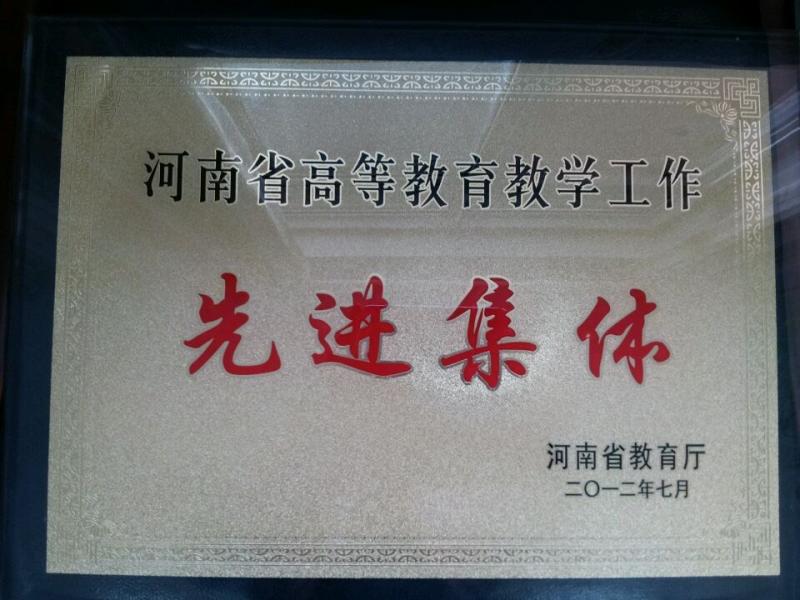 河南省高等教育教学工作
先进集体
河南省教育厅
二〇一二年七月